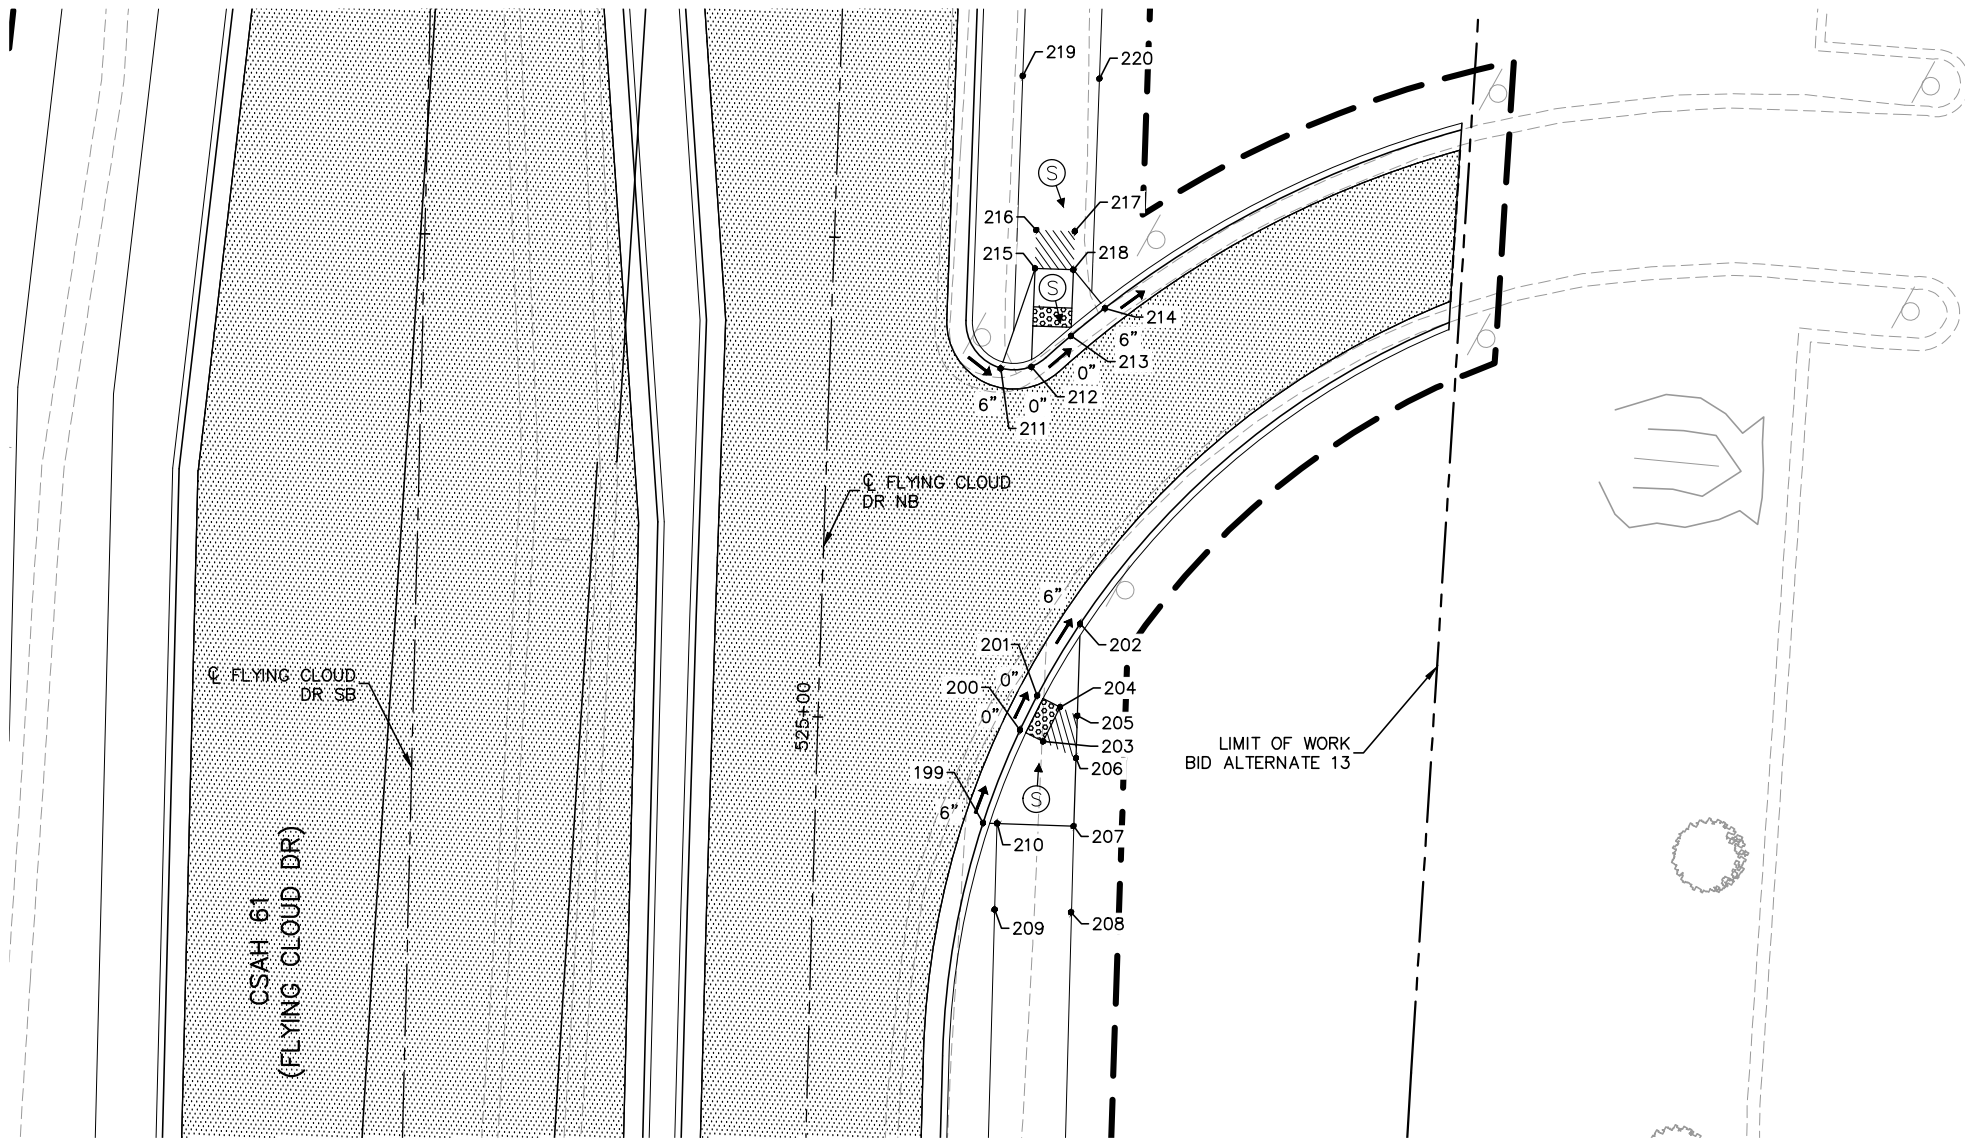 219
220
S
216
217
215
218
S
214
6"
213
0"
212
6"
0"
211
℄ FLYING CLOUD
DR NB
6"
201
202
℄ FLYING CLOUD
DR SB
0"
200
204
0"
205
525+00
203
LIMIT OF WORK
BID ALTERNATE 13
206
199
S
6"
207
210
CSAH 61
(FLYING CLOUD DR)
208
209